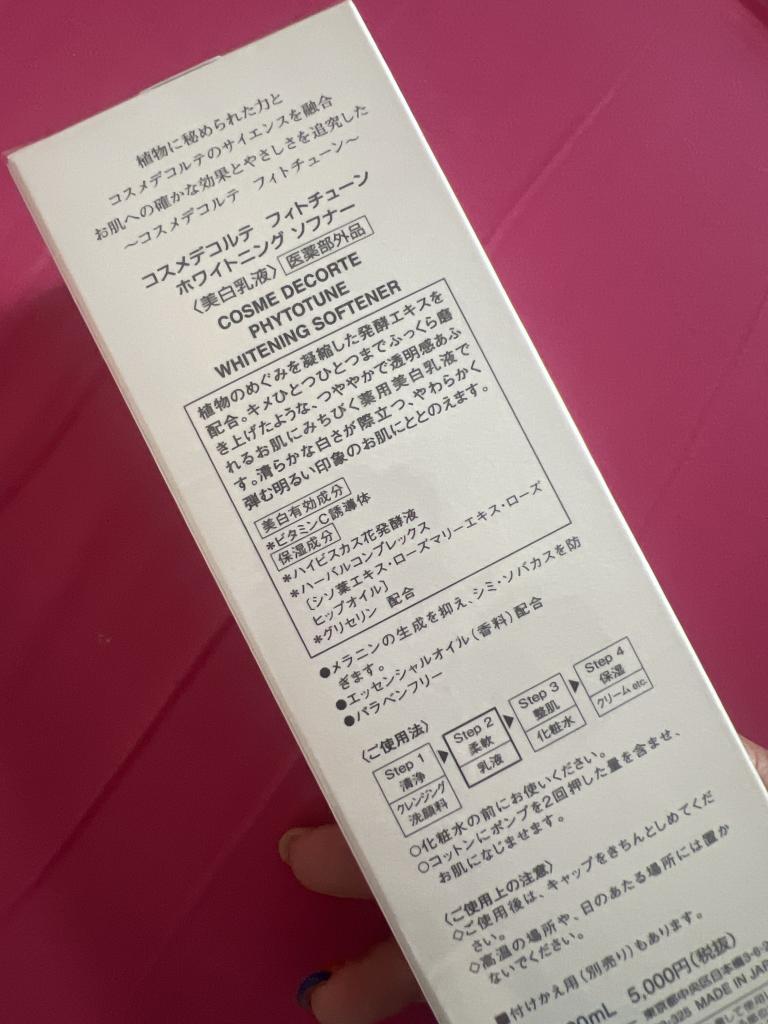 植物に秘められた力と
コスメデコルテのサイエンスを融合
お肌への確かな効果とやさしさを追究した
〜コスメデコルテ フィトチューン〜
コスメデコルテ フィトチューン
ホワイトニング ソフナー
〈美白乳液〉 医薬部外品
COSME DECORTE
PHYTOTUNE
WHITENING SOFTENER
植物のめぐみを凝縮した発酵エキスを
配合。キメひとつひとつまでふっくら磨
き上げたような、つややかで透明感あふ
れるお肌にみちびく薬用美白乳液で
す。清らかな白さが際立つ、やわらかく
弾む明るい印象のお肌にととのえます。
美白有効成分
*ビタミンC誘導体
保湿成分
*ハイビスカス花発酵液
*ハーバルコンプレックス
〔シソ葉エキス・ローズマリーエキス・ローズ
ヒップオイル〕
*グリセリン 配合
●メラニンの生成を抑え、シミ・ソバカスを防
ぎます。
●エッセンシャルオイル(香料)配合
●パラベンフリー
〈ご使用法〉
Step 1 Step 2 Step 3 Step 4
清浄 柔軟 整肌 保湿
クレンジング 乳液 化粧水 クリーム etc.
洗顔料
○化粧水の前にお使いください。
○コットンにポンプを2回押した量を含ませ、
お肌になじませます。
〈ご使用上の注意〉
◇ご使用後は、キャップをきちんとしめてくだ
さい。
◇高温の場所や、日のあたる場所には置か
ないでください。
■付けかえ用(別売り)もあります。
0mL 5,000円(税抜)
東京都中央区日本橋3-6-2
MADE IN JAP